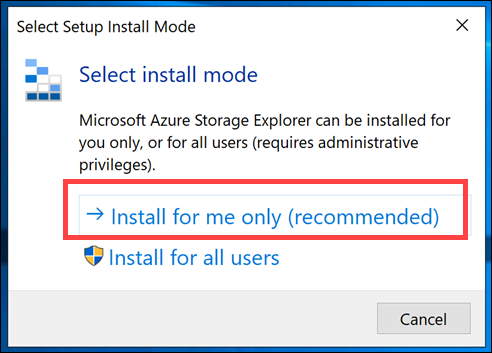 Select Setup Install Mode
Select install mode
Microsoft Azure Storage Explorer can be installed for
you only, or for all users (requires administrative
privileges).
Install for me only (recommended)
Install for all users
Cancel